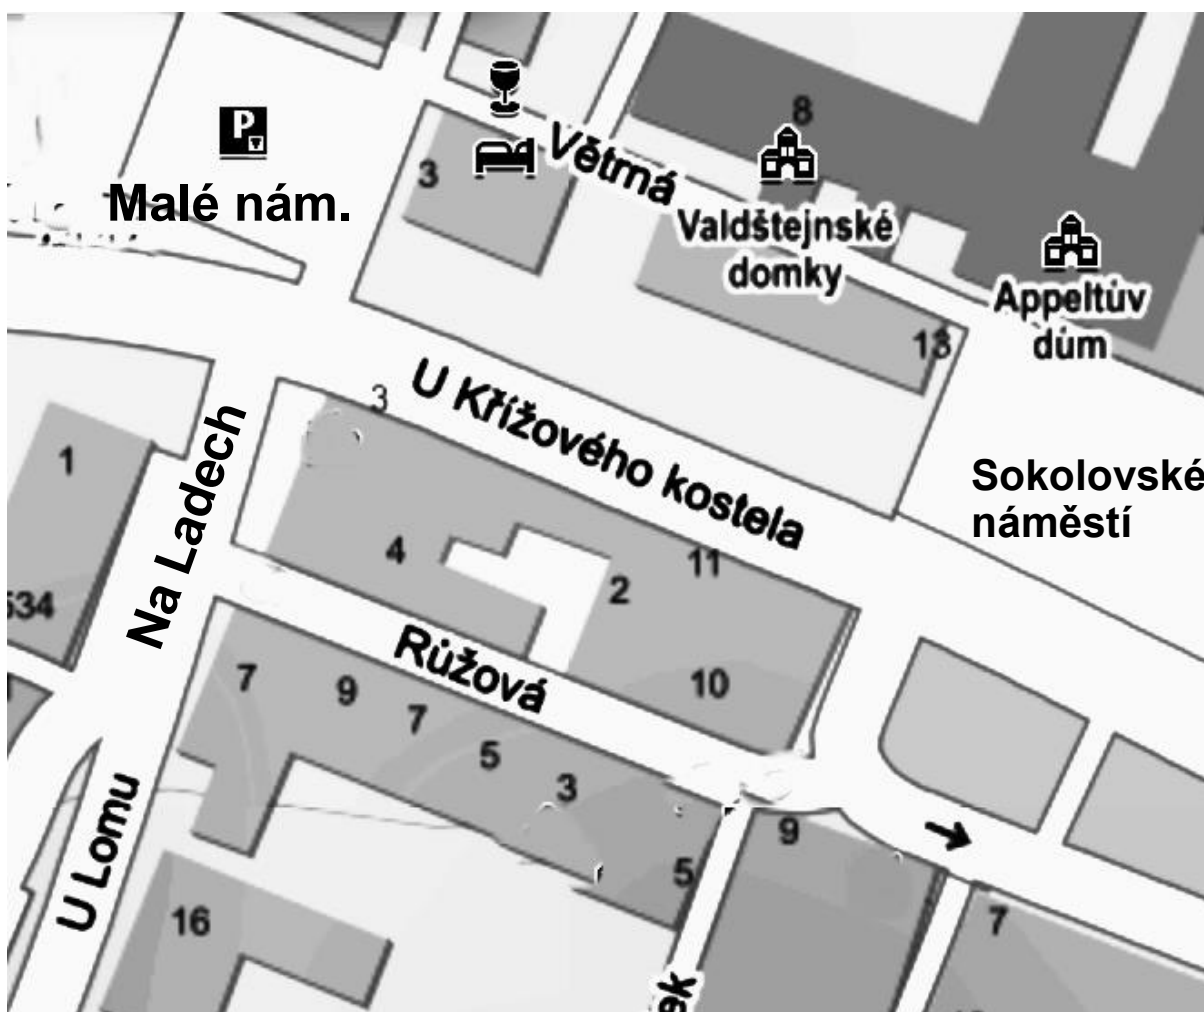 P
8
Větrná
3
Malé nám.
Valdštejnské
domky
Appeltův
dům
13
3
U Křížového kostela
1
Na Ladech
Sokolovské
náměstí
4
11
2
534
Růžová
7
9
7
10
5
3
U Lomu
9
5
16
7